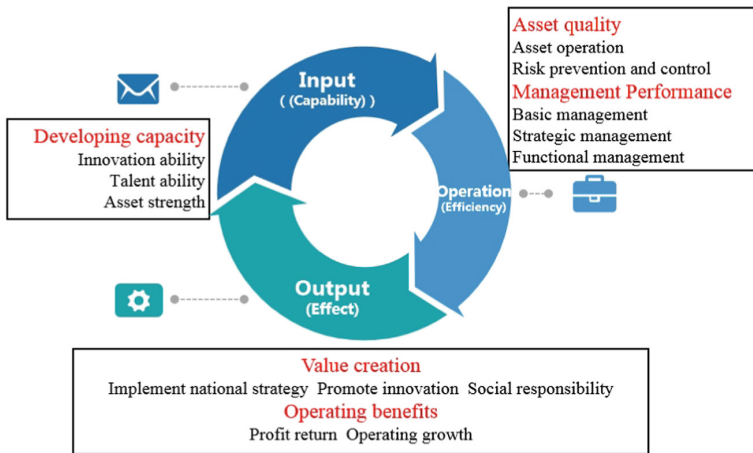 Input
( (Capability) )
Asset quality
Asset operation
Risk prevention and control
Management Performance
Basic management
Strategic management
Functional management
Developing capacity
Innovation ability
Talent ability
Asset strength
Operation
(Efficiency)
Output
(Effect)
Value creation
Implement national strategy Promote innovation Social responsibility
Operating benefits
Profit return Operating growth